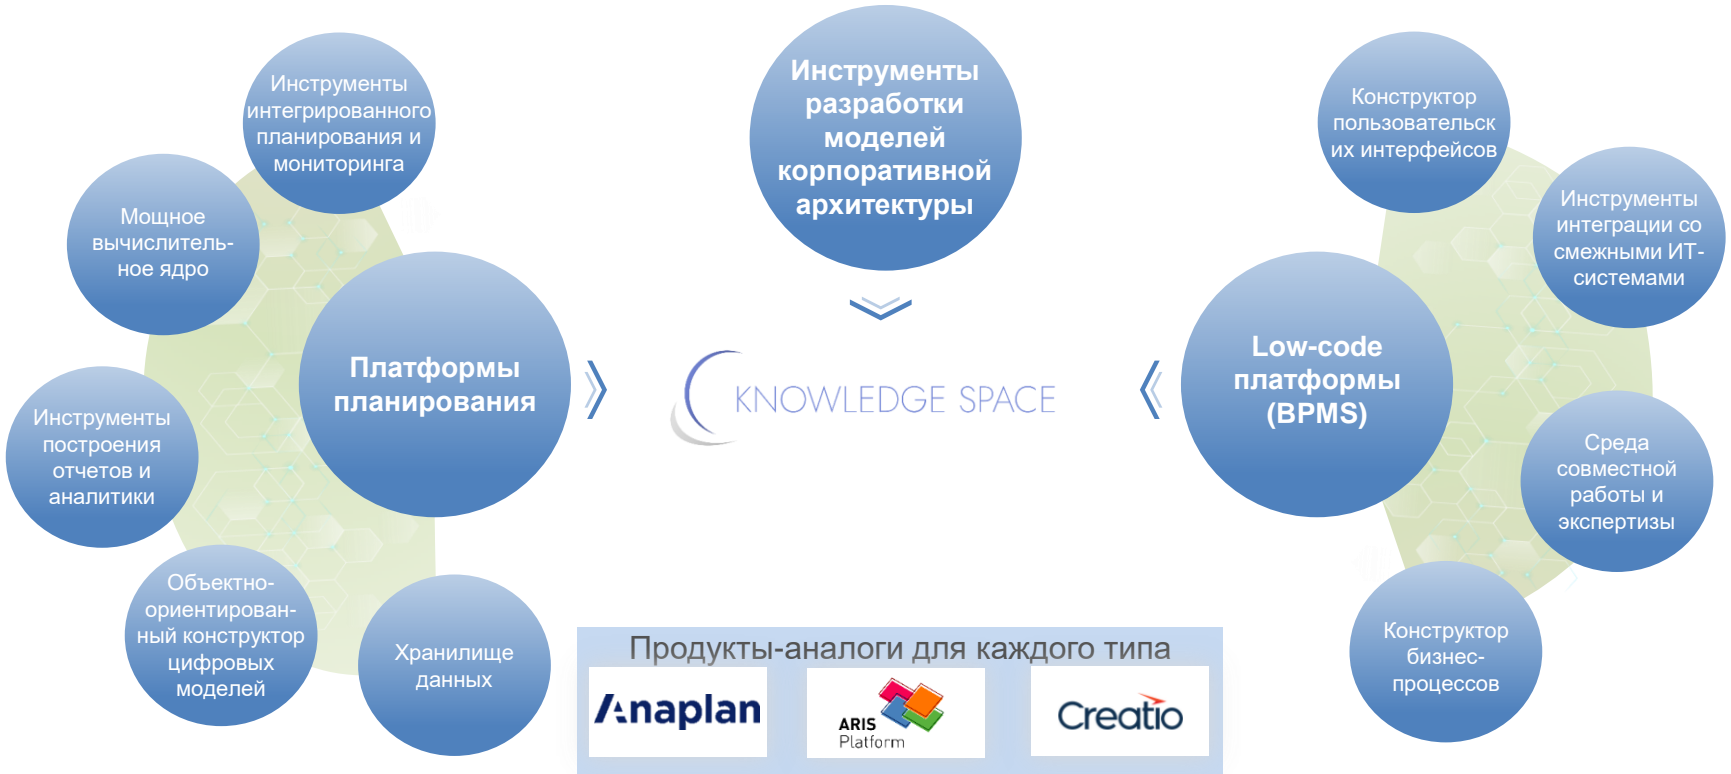 Инструменты
интегрированного
планирования и
мониторинга
Мощное
вычислитель-
ное ядро
Инструменты
построения
отчетов и
аналитики
Объектно-
ориентирован-
ный конструктор
цифровых
моделей
Хранилище
данных
Платформы
планирования
Инструменты
разработки
моделей
корпоративной
архитектуры
KNOWLEDGE SPACE
Low-code
платформы
(BPMS)
Конструктор
пользовательск
их интерфейсов
Инструменты
интеграции со
смежными ИТ-
системами
Среда
совместной
работы и
экспертизы
Конструктор
бизнес-
процессов
Продукты-аналоги для каждого типа
Anaplan
ARIS
Platform
Creatio